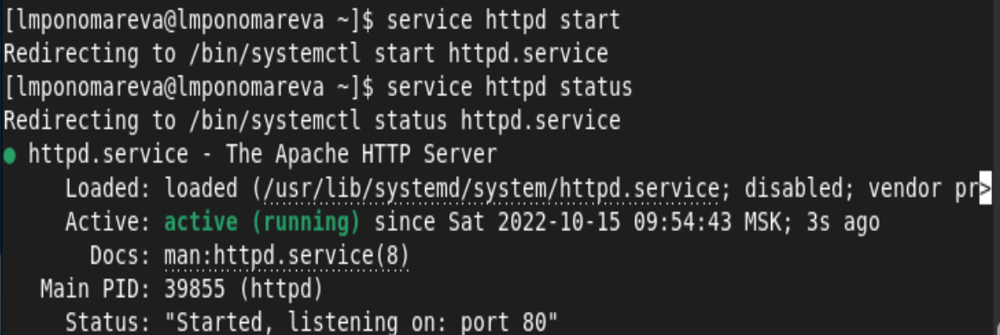 [lmponomareva@lmponomareva ~]$ service httpd start
Redirecting to /bin/systemctl start httpd.service
[lmponomareva@lmponomareva ~]$ service httpd status
Redirecting to /bin/systemctl status httpd.service
● httpd.service - The Apache HTTP Server
     Loaded: loaded (/usr/lib/systemd/system/httpd.service; disabled; vendor pr>
     Active: active (running) since Sat 2022-10-15 09:54:43 MSK; 3s ago
       Docs: man:httpd.service(8)
   Main PID: 39855 (httpd)
     Status: "Started, listening on: port 80"